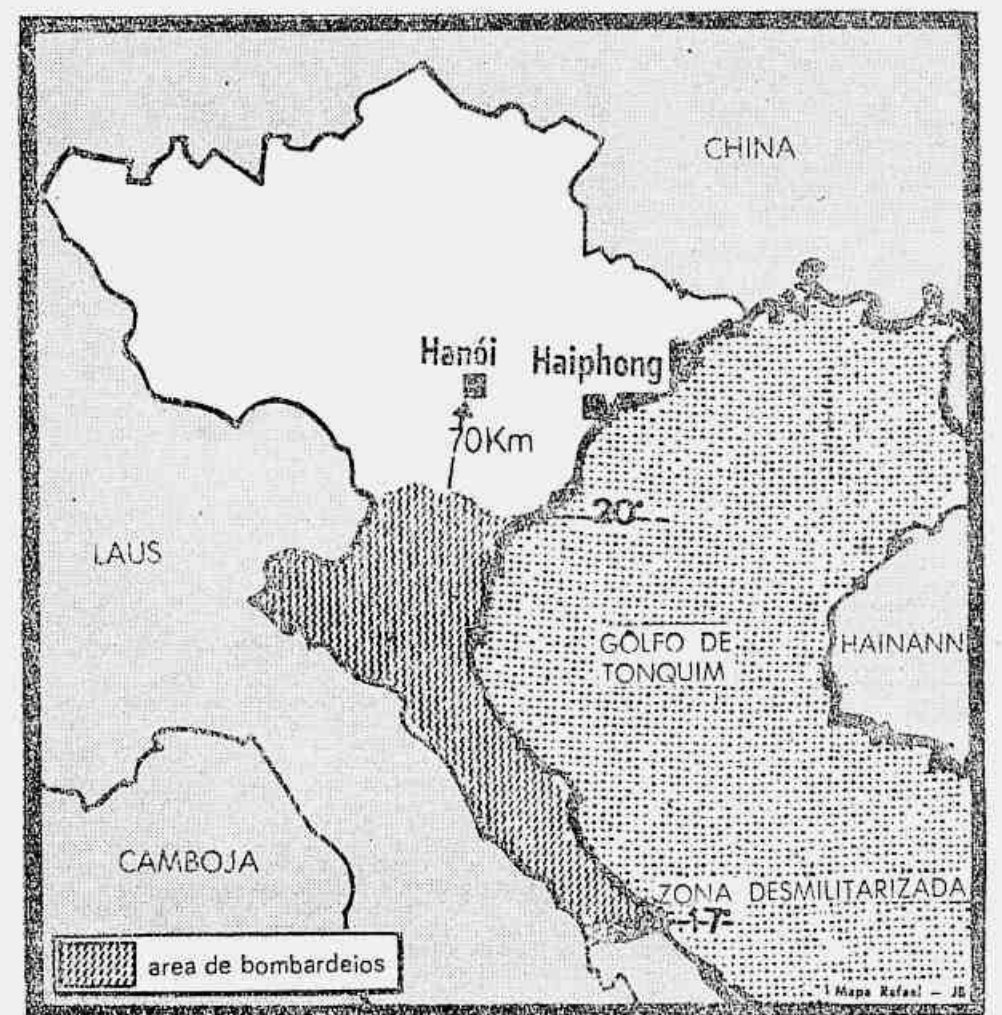 CHINA
Hanói
Haiphong
70Km
20°
LAUS
GÔLFO DE
TONQUIM
HAINANN
CAMBOJA
ZONA DESMILITARIZADA
17°
area de bombardeios
Mapa Rafael — JB